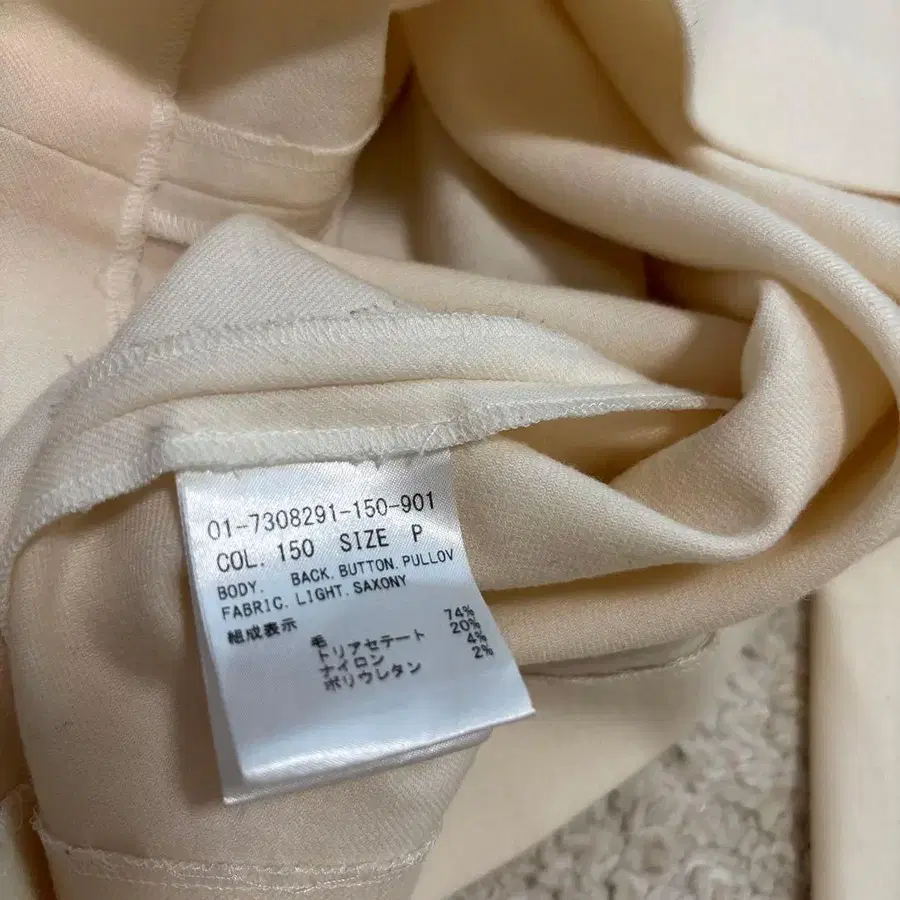 01-7308291-150-901
COL. 150 SIZE P
BODY. BACK. BUTTON. PULLOV
FABRIC. LIGHT. SAXONY
組成表示
毛 74%
トリアセテート 20%
ナイロン 4%
ポリウレタン 2%